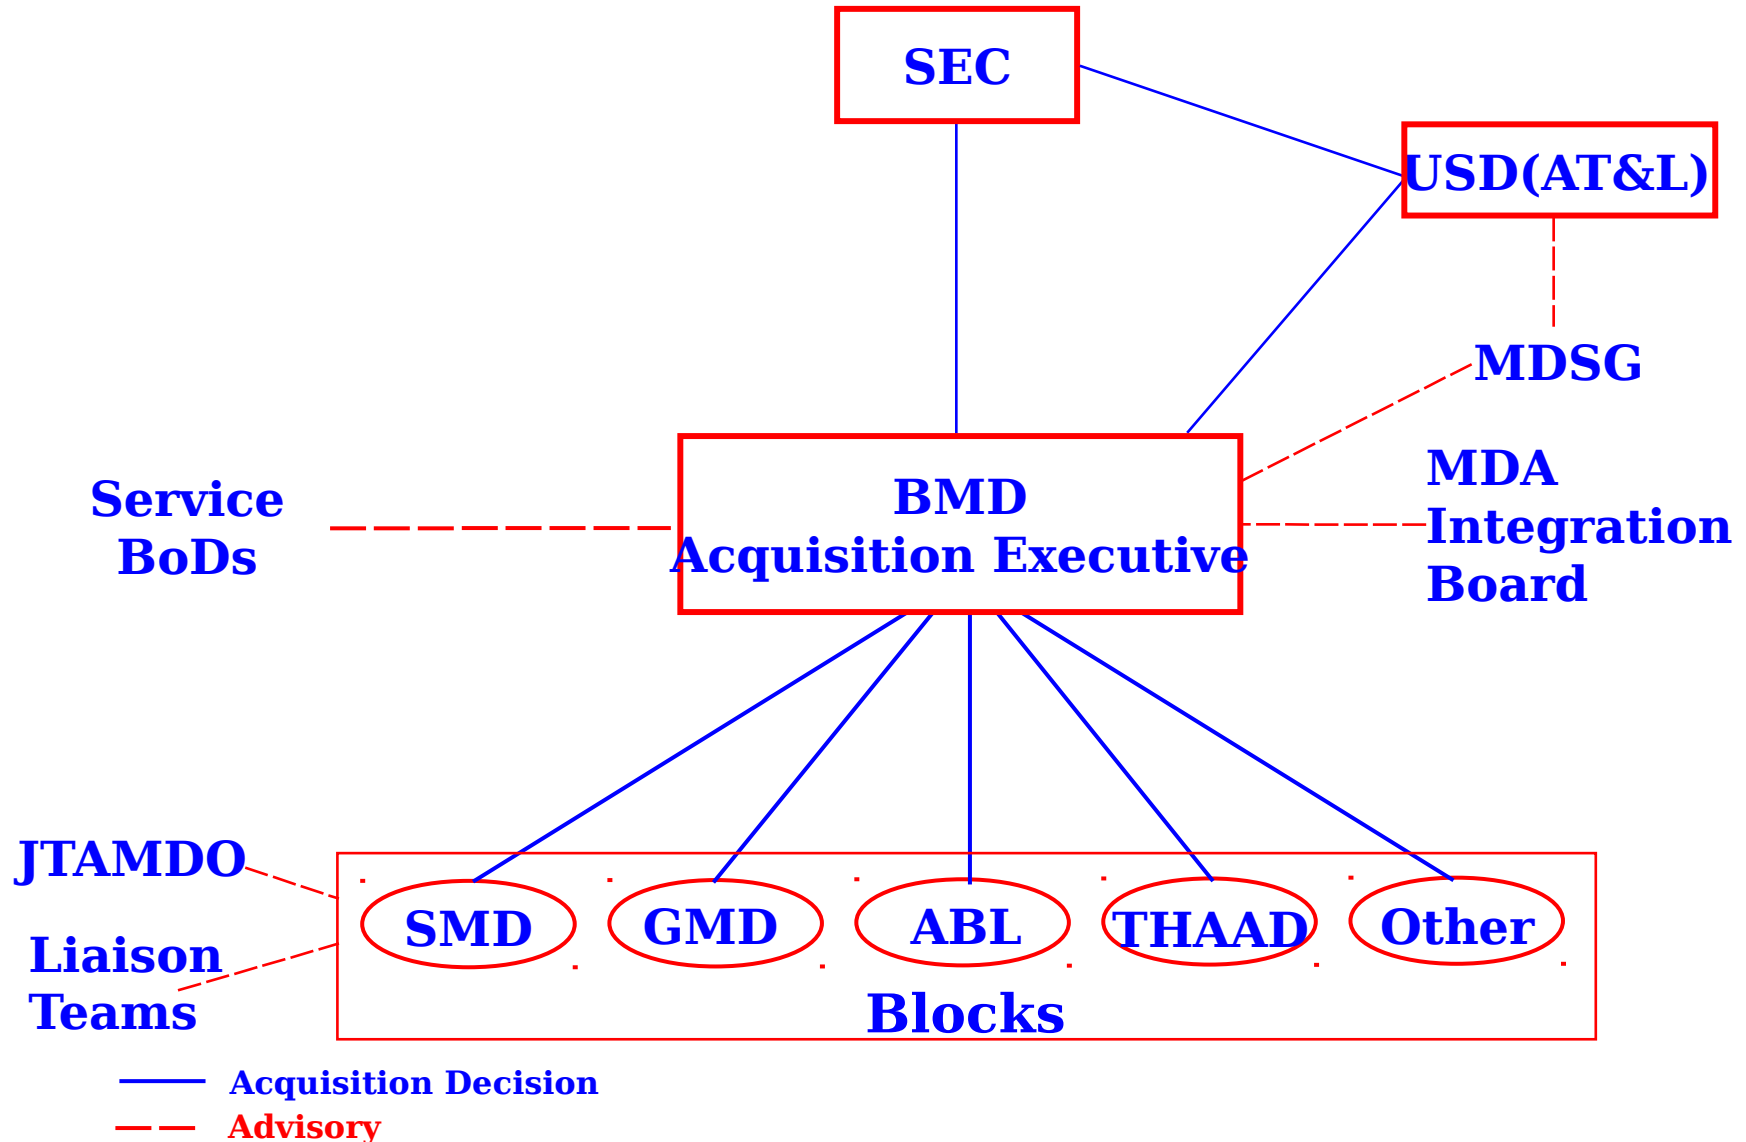 SEC
USD(AT&L)
MDSG
Service
BoDs
BMD
Acquisition Executive
MDA
Integration
Board
JTAMDO
Liaison
Teams
SMD
GMD
ABL
THAAD
Other
Blocks
Acquisition Decision
Advisory